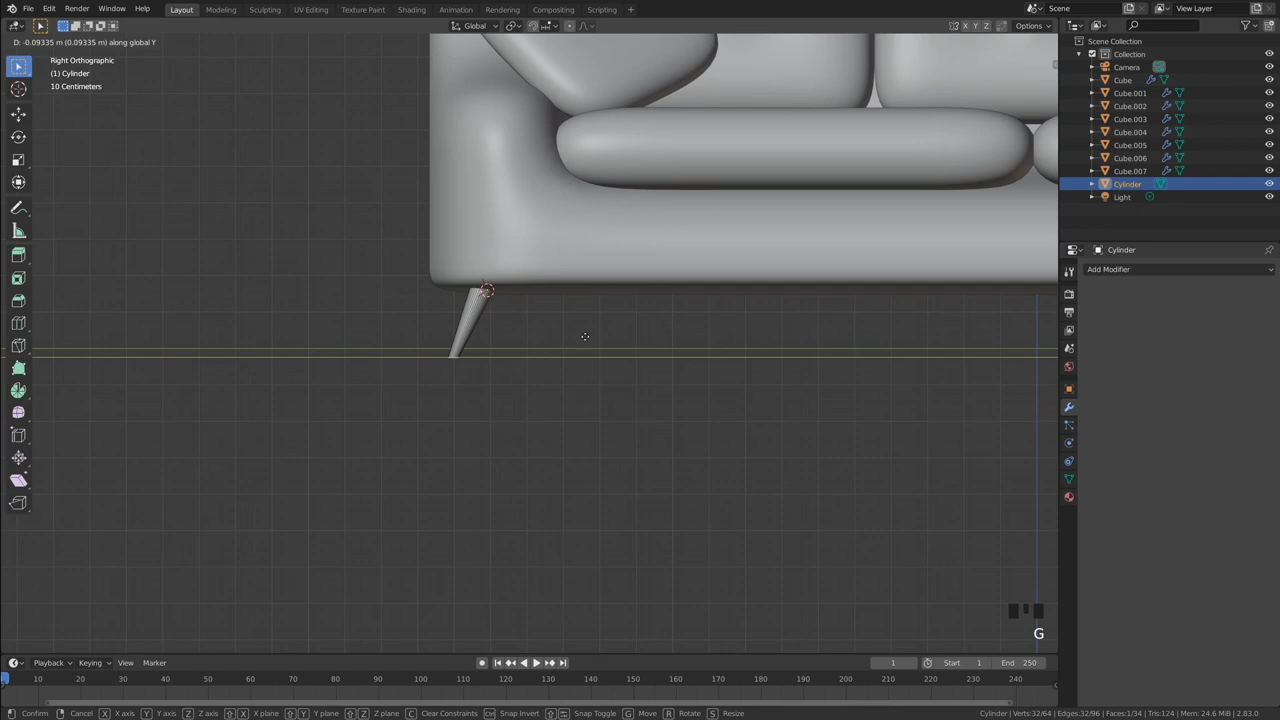 File Edit Render Window Help Layout Modeling Sculpting UV Editing Texture Paint Shading Animation Rendering Compositing Scripting + Scene View Layer
Global X Y Z Options
D: -0.09335 m (0.09335 m) along global Y
Right Orthographic
(1) Cylinder
10 Centimeters
Scene Collection
Collection
Camera
Cube
Cube.001
Cube.002
Cube.003
Cube.004
Cube.005
Cube.006
Cube.007
Cylinder
Light
Cylinder
Add Modifier
G
Playback Keying View Marker 1 Start 1 End 250
10 20 30 40 50 60 70 80 90 100 110 120 130 140 150 160 170 180 190 200 210 220 230 240
Confirm Cancel X X axis Y Y axis Z Z axis X X plane Y Y plane Z Z plane C Clear Constraints Ctrl Snap Invert Snap Toggle G Move R Rotate S Resize Cylinder | Verts:32/64 | Edges:32/96 | Faces:1/34 | Tris:124 | Mem: 24.6 MiB | 2.83.0